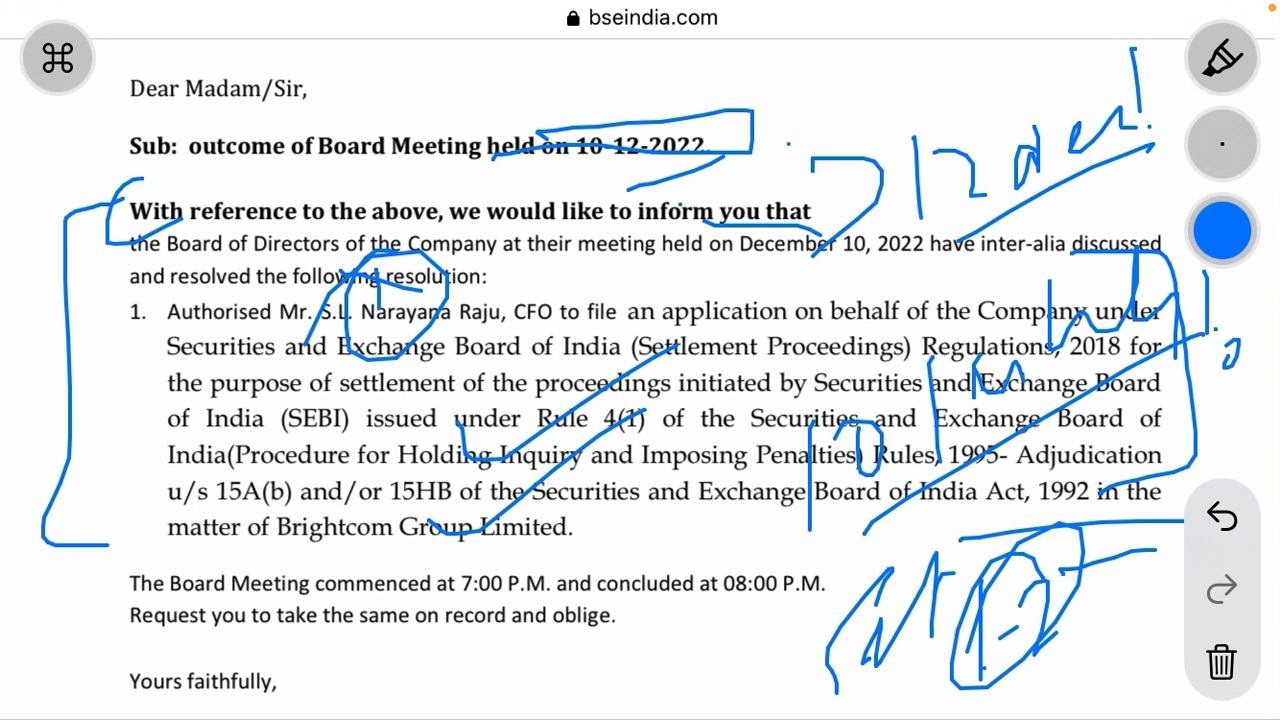 bseindia.com
Dear Madam/Sir,
Sub: outcome of Board Meeting held on 10-12-2022.
With reference to the above, we would like to inform you that
the Board of Directors of the Company at their meeting held on December 10, 2022 have inter-alia discussed
and resolved the following resolution:
1. Authorised Mr. S.L. Narayana Raju, CFO to file an application on behalf of the Company under
Securities and Exchange Board of India (Settlement Proceedings) Regulations, 2018 for
the purpose of settlement of the proceedings initiated by Securities and Exchange Board
of India (SEBI) issued under Rule 4(1) of the Securities and Exchange Board of
India(Procedure for Holding Inquiry and Imposing Penalties) Rules, 1995- Adjudication
u/s 15A(b) and/or 15HB of the Securities and Exchange Board of India Act, 1992 in the
matter of Brightcom Group Limited.
The Board Meeting commenced at 7:00 P.M. and concluded at 08:00 P.M.
Request you to take the same on record and oblige.
Yours faithfully,